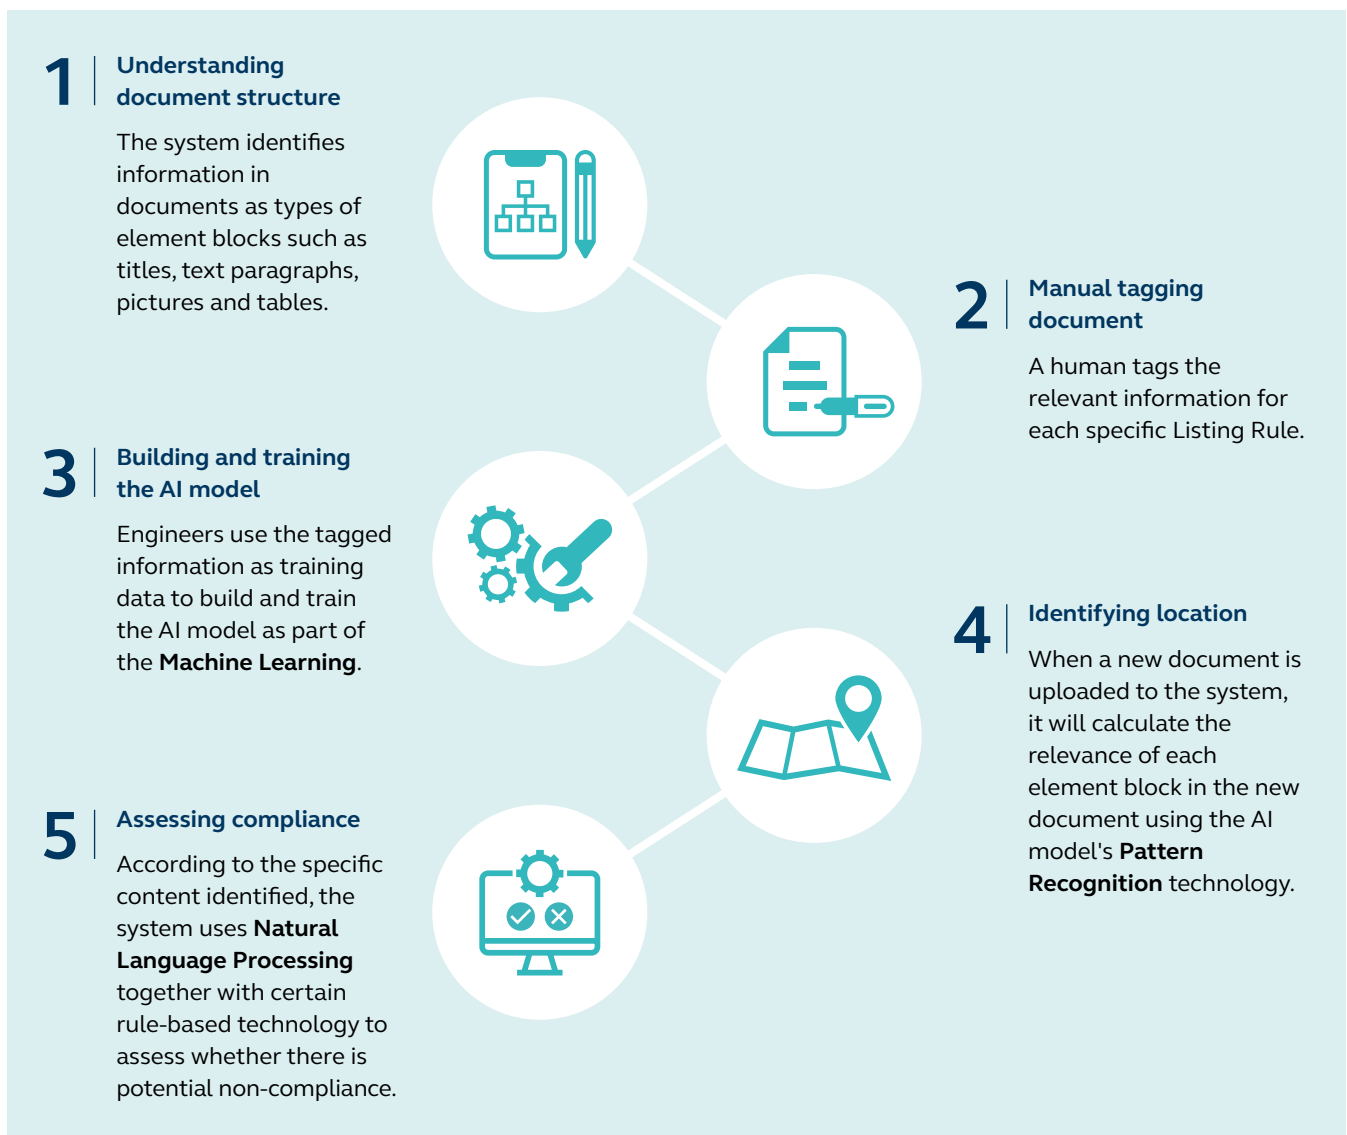 1
Understanding
document structure
The system identifies
information in
documents as types of
element blocks such as
titles, text paragraphs,
pictures and tables.
2
Manual tagging
document
A human tags the
relevant information for
each specific Listing Rule.
3
Building and training
the AI model
Engineers use the tagged
information as training
data to build and train
the AI model as part of
the Machine Learning.
4
Identifying location
When a new document is
uploaded to the system,
it will calculate the
relevance of each
element block in the new
document using the AI
model's Pattern
Recognition technology.
5
Assessing compliance
According to the specific
content identified, the
system uses Natural
Language Processing
together with certain
rule-based technology to
assess whether there is
potential non-compliance.